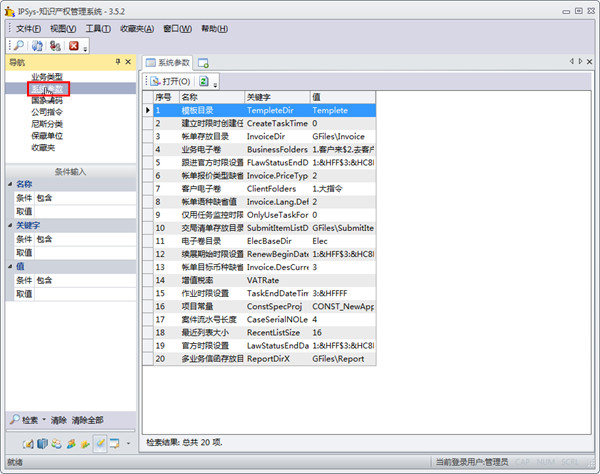 IPSys-知识产权管理系统 - 3.5.2
文件(F) 视图(V) 工具(T) 收藏夹(A) 窗口(W) 帮助(H)
导航
业务类型
系统参数
国家编码
公司指令
尼斯分类
保藏单位
收藏夹
条件输入
名称
条件 包含
取值
关键字
条件 包含
取值
值
条件 包含
取值
检索 清除 清除全部
系统参数
打开(O)
序号 名称 关键字 值
1 模板目录 TempleteDir Templete
2 建立时限时创建任 CreateTaskTime 0
3 帐单存放目录 InvoiceDir GFiles\Invoice
4 业务电子卷 BusinessFolders 1.客户来$2.去客户
5 跟进官方时限设置 FLawStatusEndD 1:&HFF$3:&HC8
6 帐单报价类型缺省 Invoice.PriceTyp 2
7 客户电子卷 ClientFolders 1.大指令
8 帐单语种缺省值 Invoice.Lang.Def 2
9 仅用任务监控时限 OnlyUseTaskFor 0
10 交局清单存放目录 SubmitItemListD GFiles\SubmitIte
11 电子卷目录 ElecBaseDir Elec
12 续展期始时限设置 RenewBeginDate 1:&HFF$3:&HC8
13 帐单目标币种缺省 Invoice.DesCurre 3
14 增值税率 VATRate
15 作业时限设置 TaskEndDateTim 3:&HFFFF
16 项目常量 ConstSpecProj CONST_NewApp
17 案件流水号长度 CaseSerialNOLe 4
18 最近列表大小 RecentListSize 16
19 官方时限设置 LawStatusEndDa 1:&HFF$3:&HC8
20 多业务信函存放目 ReportDirX GFiles\Report
检索结果: 总共 20 项.
就绪
当前登录用户:管理员 CAP NUM SCRL